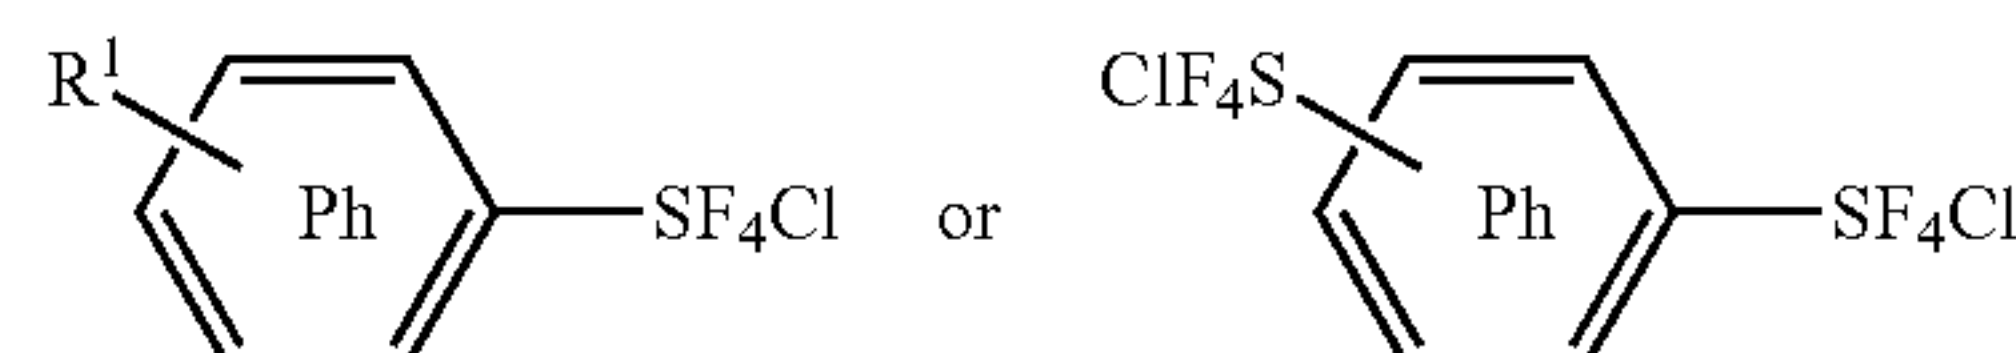 R¹ ClF₄S
Ph SF₄Cl or Ph SF₄Cl